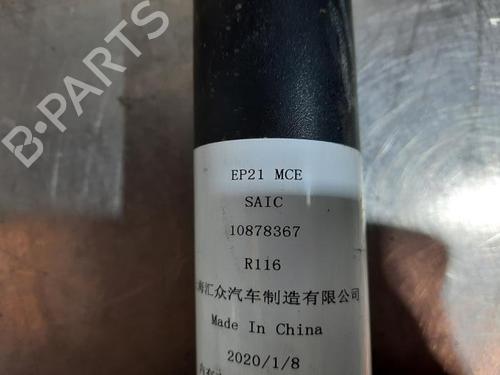 B-PARTS
EP21 MCE
SAIC
10878367
R116
海汇众汽车制造有限公司
Made In China
2020/1/8